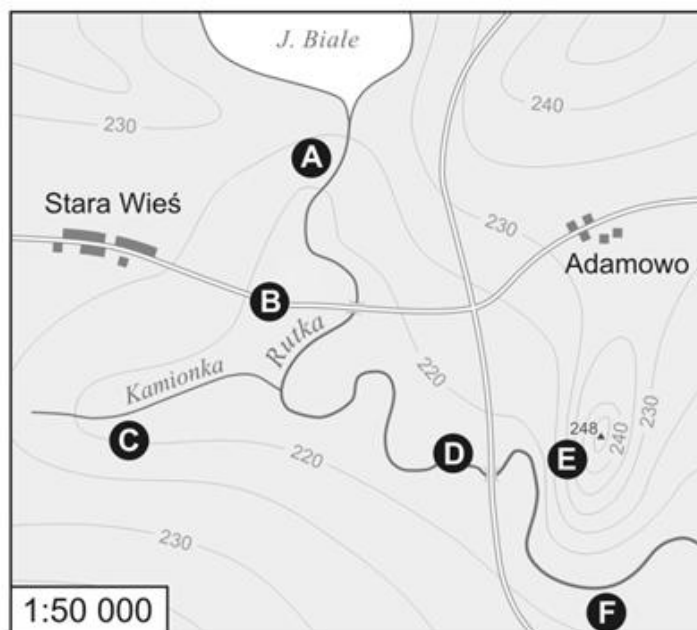 J. Białe
240
230
A
Stara Wieś
230
Adamowo
B
Rutka
Kamionka
220
230
248
240
C
D
E
220
230
1:50 000
F